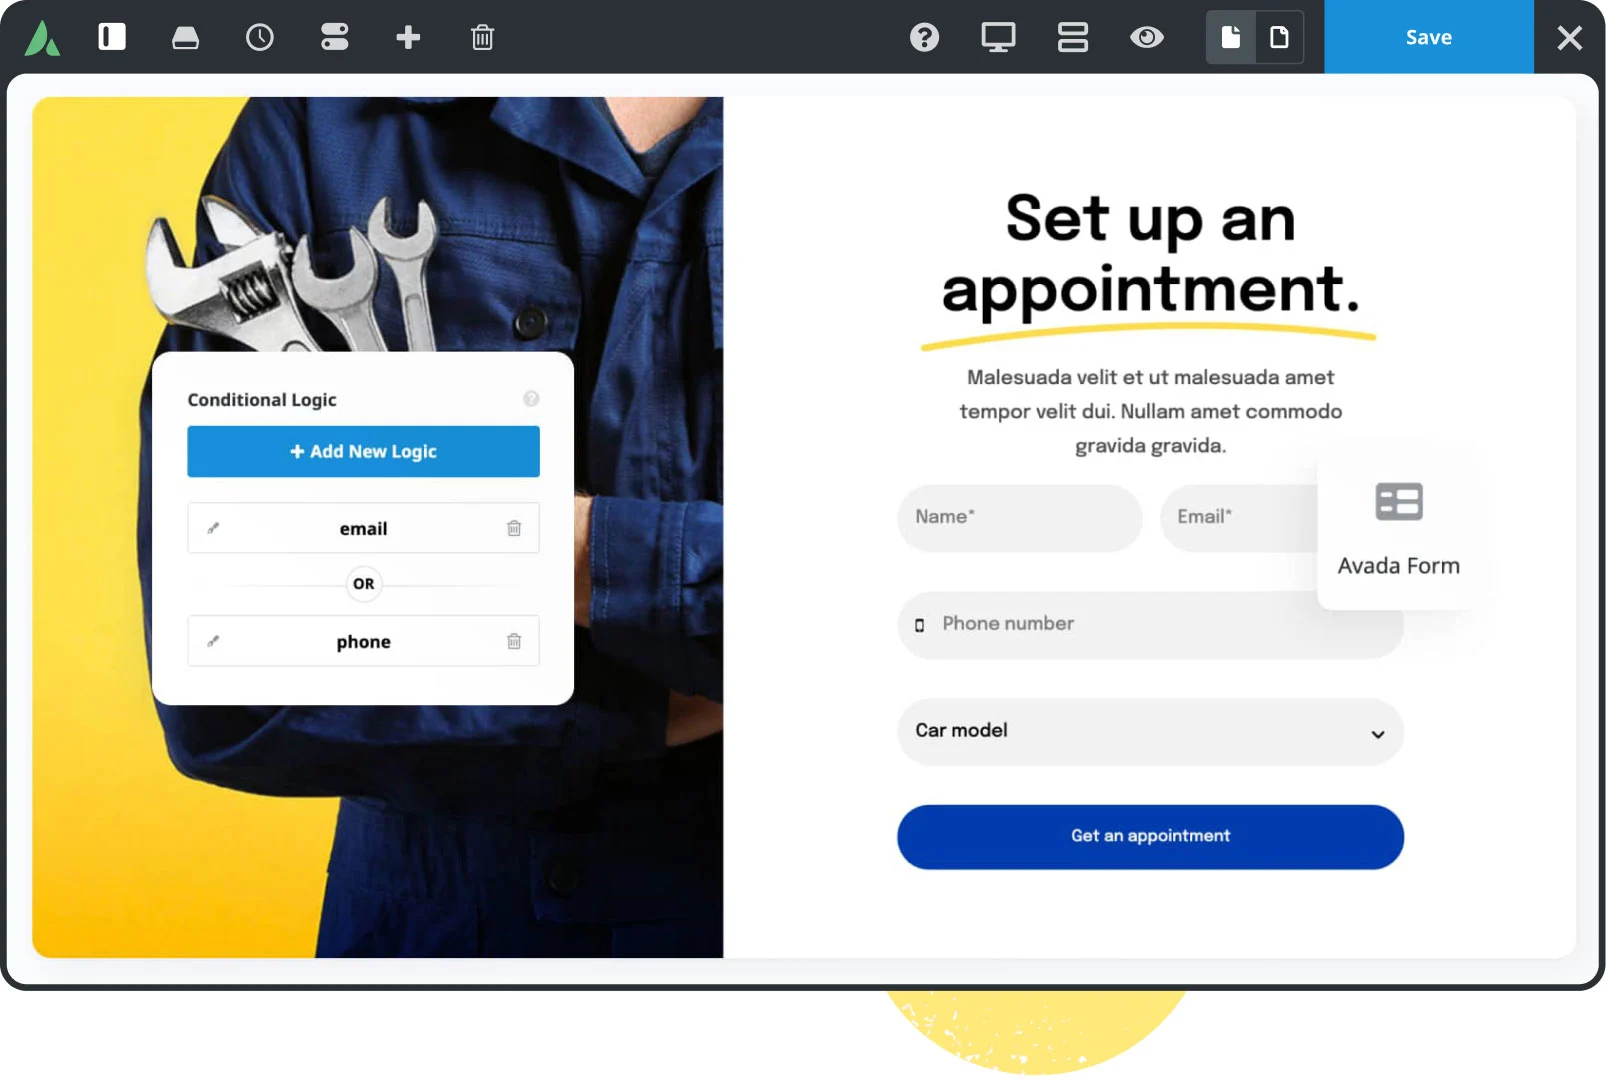 Save
Set up an
appointment.
Malesuada velit et ut malesuada amet
tempor velit dui. Nullam amet commodo
gravida gravida.
Conditional Logic
Add New Logic
email
OR
phone
Name*
Email*
Avada Form
Phone number
Car model
Get an appointment